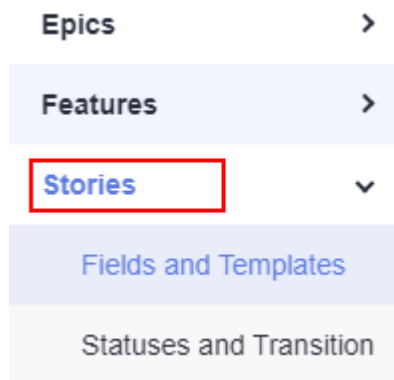 Epics
Features
Stories
Fields and Templates
Statuses and Transition